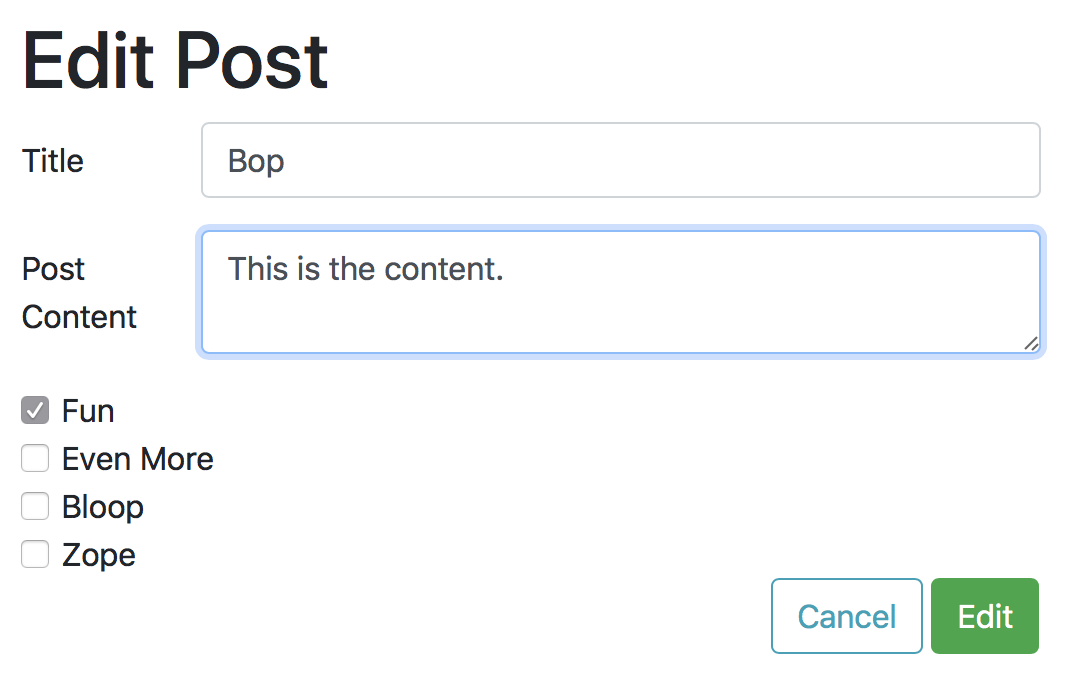 Edit Post
Title
Bop
Post
Content
This is the content.
Fun
Even More
Bloop
Zope
Cancel
Edit